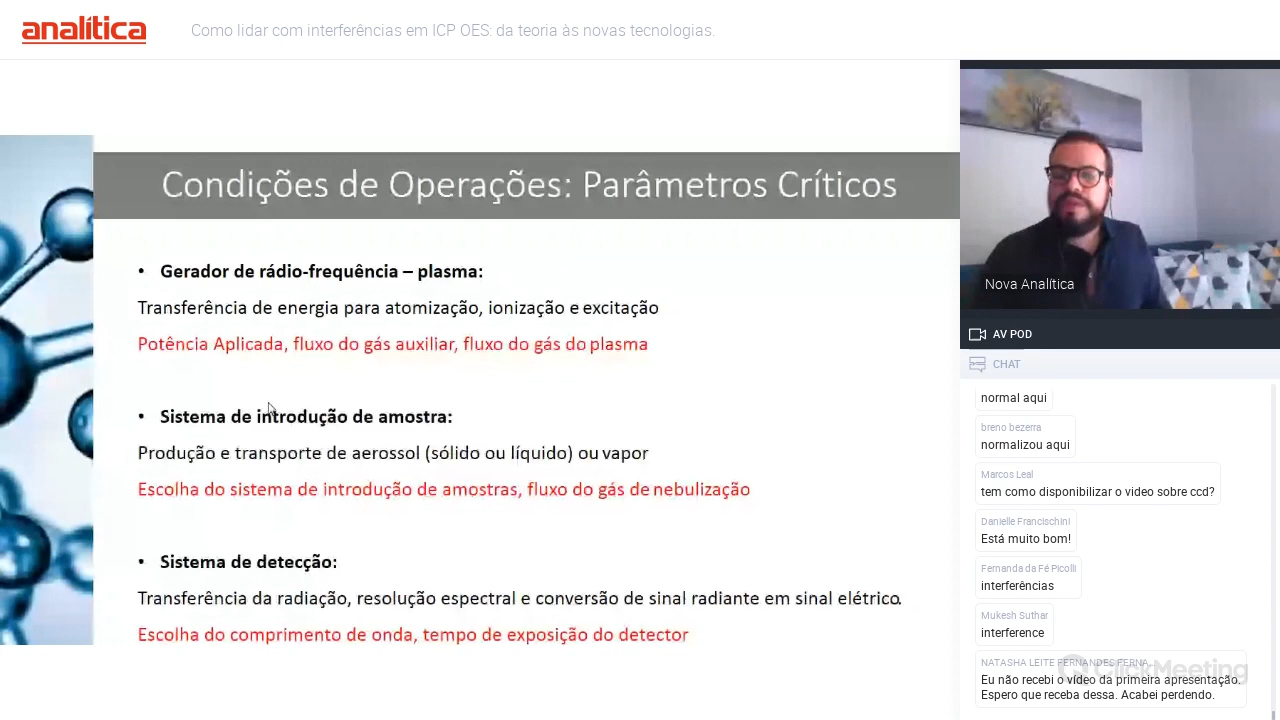 analítica
Como lidar com interferências em ICP OES: da teoria às novas tecnologias.
Condições de Operações: Parâmetros Críticos
• Gerador de rádio-frequência – plasma:
Transferência de energia para atomização, ionização e excitação
Potência Aplicada, fluxo do gás auxiliar, fluxo do gás do plasma
• Sistema de introdução de amostra:
Produção e transporte de aerossol (sólido ou líquido) ou vapor
Escolha do sistema de introdução de amostras, fluxo do gás de nebulização
• Sistema de detecção:
Transferência da radiação, resolução espectral e conversão de sinal radiante em sinal elétrico.
Escolha do comprimento de onda, tempo de exposição do detector
Nova Analítica
AV POD
CHAT
normal aqui
breno bezerra
normalizou aqui
Marcos Leal
tem como disponibilizar o video sobre ccd?
Danielle Francischini
Está muito bom!
Fernanda da Fé Picolli
interferências
Mukesh Suthar
interference
NATASHA LEITE FERNANDES FERNA...
ClickMeeting
Eu não recebi o vídeo da primeira apresentação.
Espero que receba dessa. Acabei perdendo.